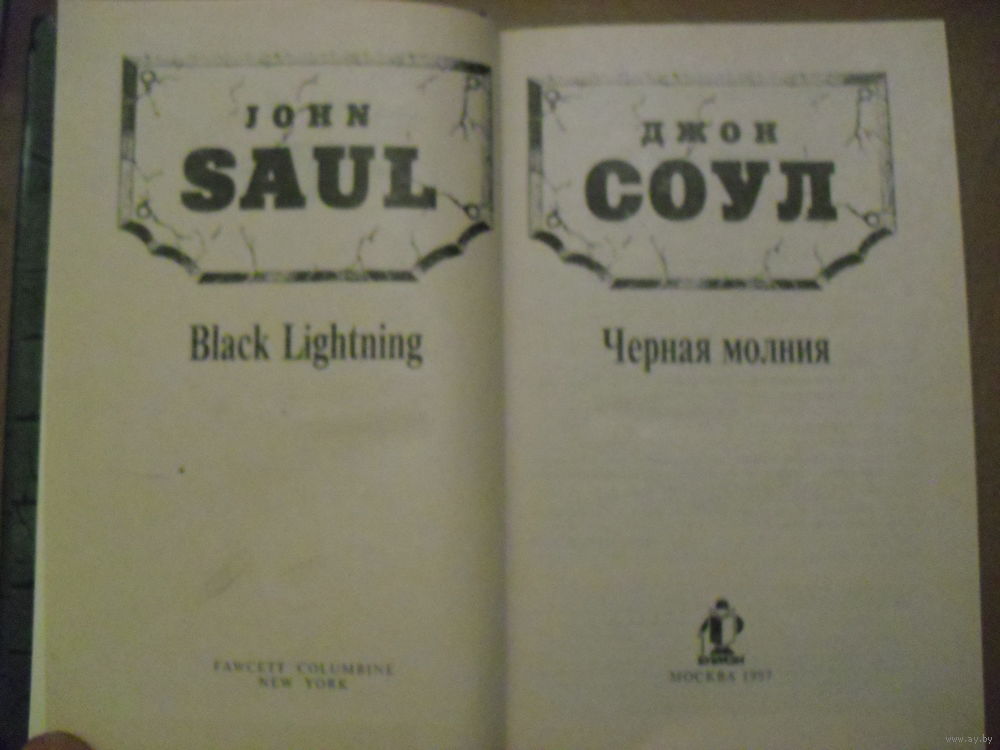 JOHN
SAUL
Black Lightning
FAWCETT COLUMBINE
NEW YORK
ДЖОН
СОУЛ
Черная молния
МОСКВА 1997
www.ay.by